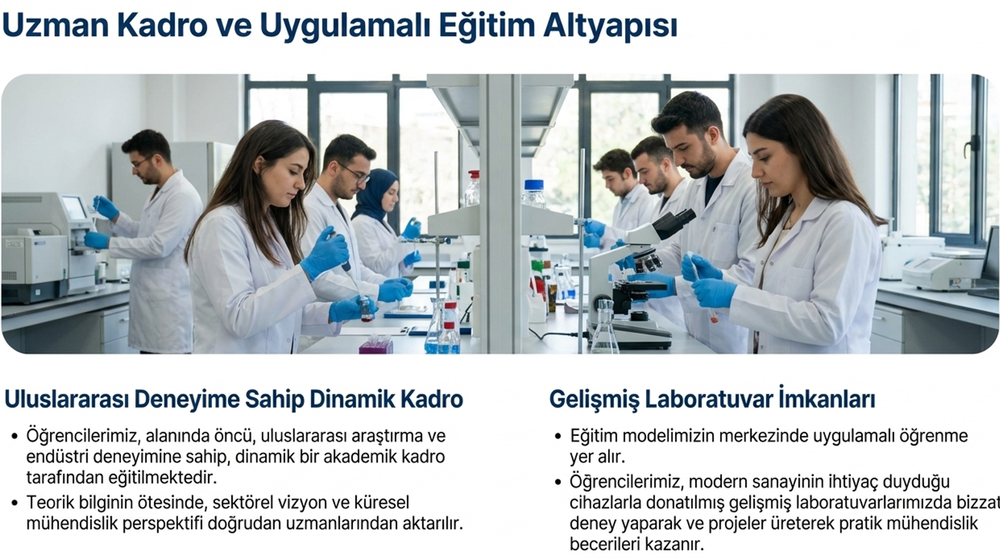 Uzman Kadro ve Uygulamalı Eğitim Altyapısı
Uluslararası Deneyime Sahip Dinamik Kadro
• Öğrencilerimiz, alanında öncü, uluslararası araştırma ve
endüstri deneyimine sahip, dinamik bir akademik kadro
tarafından eğitilmektedir.
• Teorik bilginin ötesinde, sektörel vizyon ve küresel
mühendislik perspektifi doğrudan uzmanlarından aktarılır.
Gelişmiş Laboratuvar İmkanları
• Eğitim modelimizin merkezinde uygulamalı öğrenme
yer alır.
• Öğrencilerimiz, modern sanayinin ihtiyaç duyduğu
cihazlarla donatılmış gelişmiş laboratuvarlarımızda bizzat
deney yaparak ve projeler üreterek pratik mühendislik
becerileri kazanır.